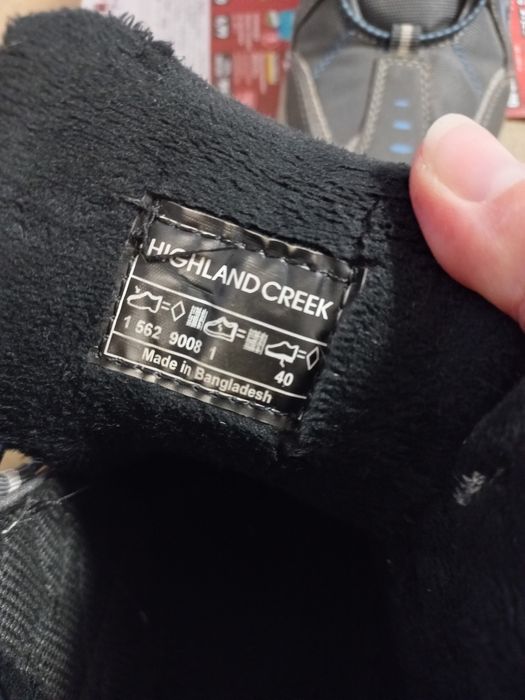 HIGHLAND CREEK
1 562 9008 1
40
Made in Bangladesh